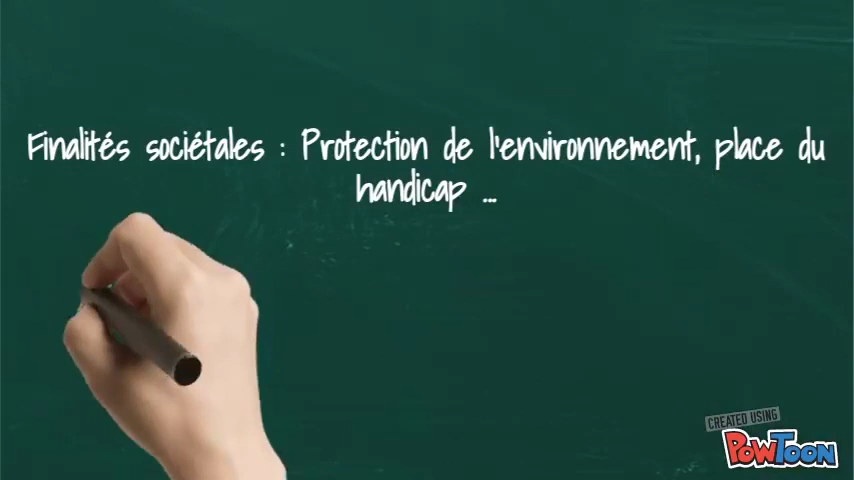 Finalités sociétales : Protection de l'environnement, place du
handicap ...
CREATED USING
POWTOON